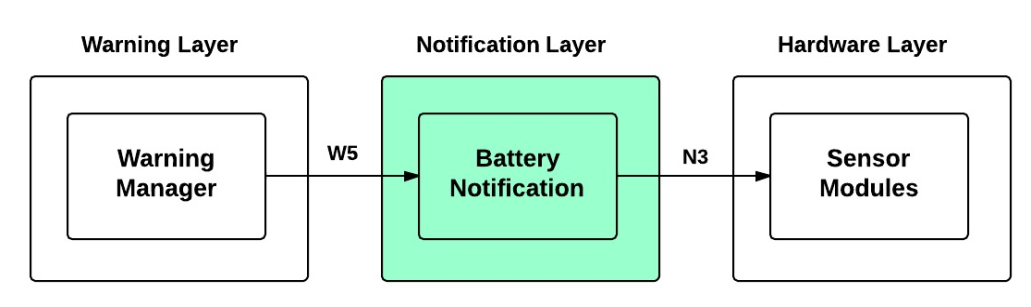 Warning Layer
Notification Layer
Hardware Layer
Warning
Manager
W5
Battery
Notification
N3
Sensor
Modules